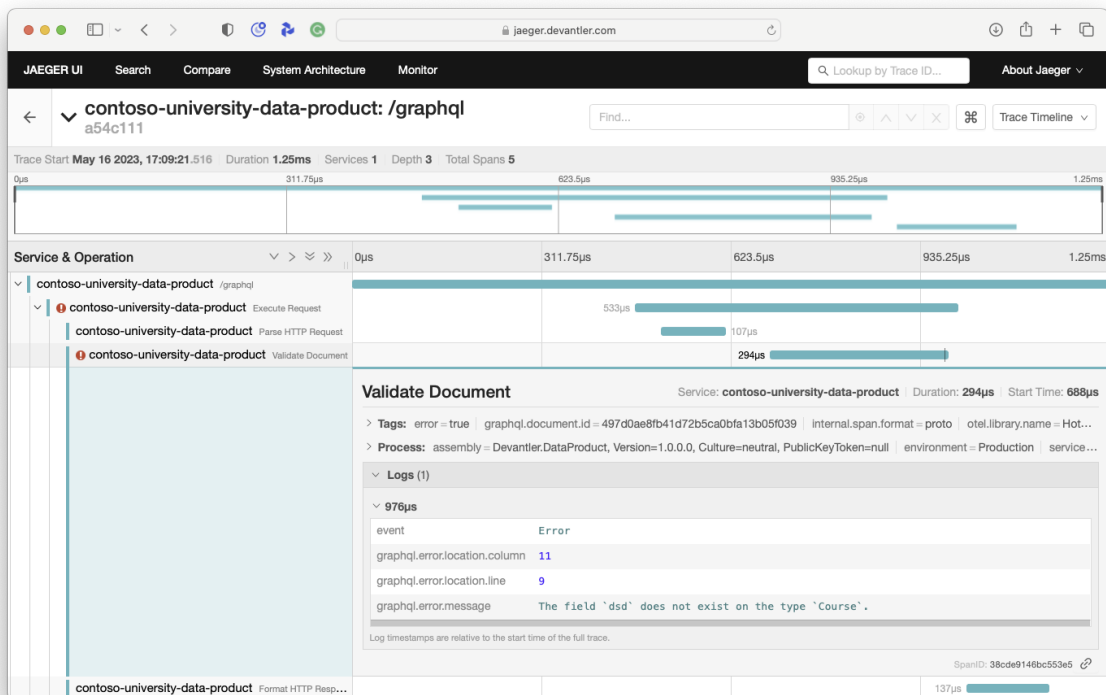 jaeger.devantler.com
JAEGER UI Search Compare System Architecture Monitor Lookup by Trace ID... About Jaeger
contoso-university-data-product: /graphql
a54c111
Find... Trace Timeline
Trace Start May 16 2023, 17:09:21.516 Duration 1.25ms Services 1 Depth 3 Total Spans 5
0μs 311.75μs 623.5μs 935.25μs 1.25ms
Service & Operation 0μs 311.75μs 623.5μs 935.25μs 1.25ms
contoso-university-data-product /graphql
contoso-university-data-product Execute Request 533μs
contoso-university-data-product Parse HTTP Request 107μs
contoso-university-data-product Validate Document 294μs
Validate Document Service: contoso-university-data-product Duration: 294μs Start Time: 688μs
Tags: error = true graphql.document.id = 497d0ae8fb41d72b5ca0bfa13b05f039 internal.span.format = proto otel.library.name = Hot...
Process: assembly = Devantler.DataProduct, Version=1.0.0.0, Culture=neutral, PublicKeyToken=null environment = Production service...
Logs (1)
976μs
event Error
graphql.error.location.column 11
graphql.error.location.line 9
graphql.error.message The field `dsd` does not exist on the type `Course`.
Log timestamps are relative to the start time of the full trace.
SpanID: 38cde9146bc553e5
contoso-university-data-product Format HTTP Resp... 137μs